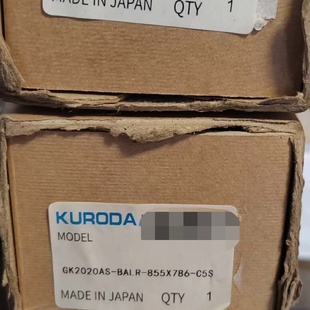 MADE IN JAPAN QTY 1
KURODA
MODEL
GK2020AS-BALR-855X786-C5S
MADE IN JAPAN QTY 1